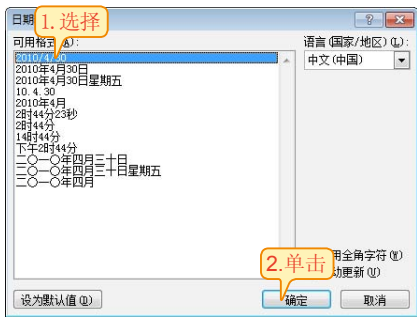 日期
1.选择
可用格式(A):
语言(国家/地区)(L):
2010/4/30
中文(中国)
2010年4月30日
2010年4月30日星期五
10.4.30
2010年4月
2时44分23秒
2时44分
14时44分
下午2时44分
二〇一〇年四月三十日
二〇一〇年四月三十日星期五
二〇一〇年四月
用全角字符(W)
2.单击
动更新(U)
设为默认值(D)
确定
取消